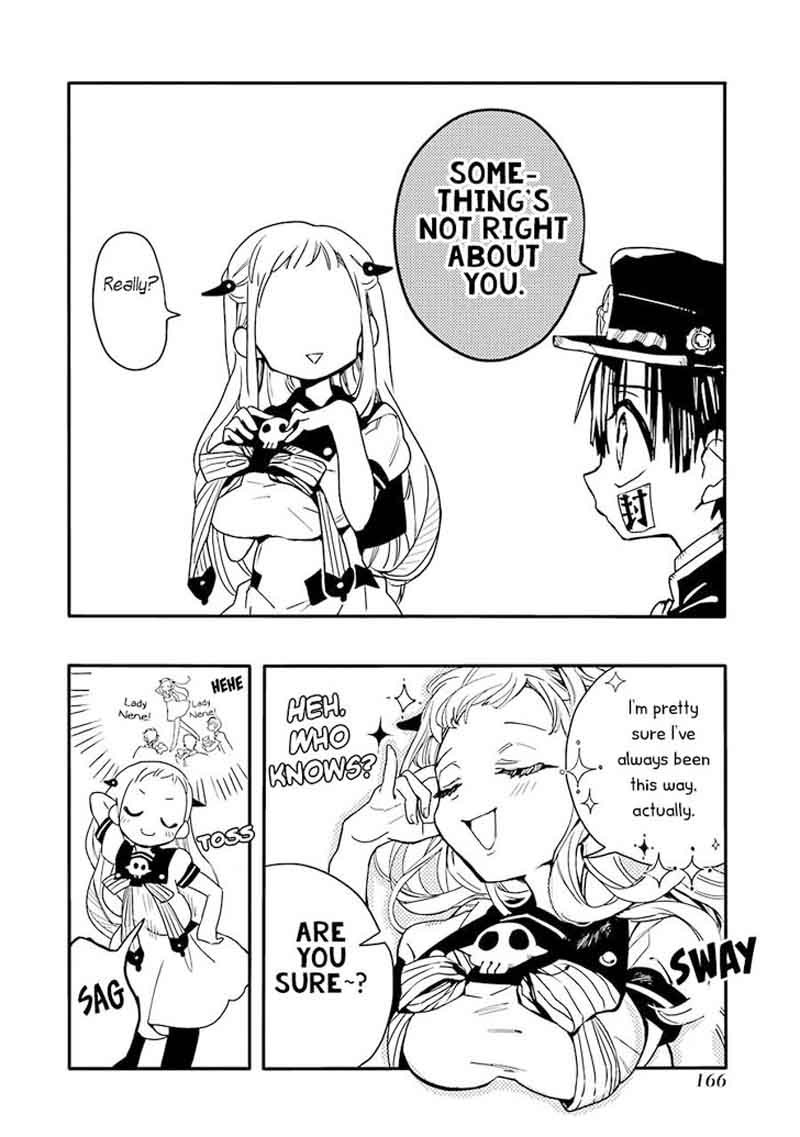 SOME-
THING'S
NOT RIGHT
ABOUT
YOU.
Really?
封
I'm pretty
sure I've
always been
this way,
actually.
HEH.
WHO
KNOWS?
ARE
YOU
SURE~?
SWAY
HEHE
Lady
Nene!
Lady
Nene!
TOSS
SAG
166